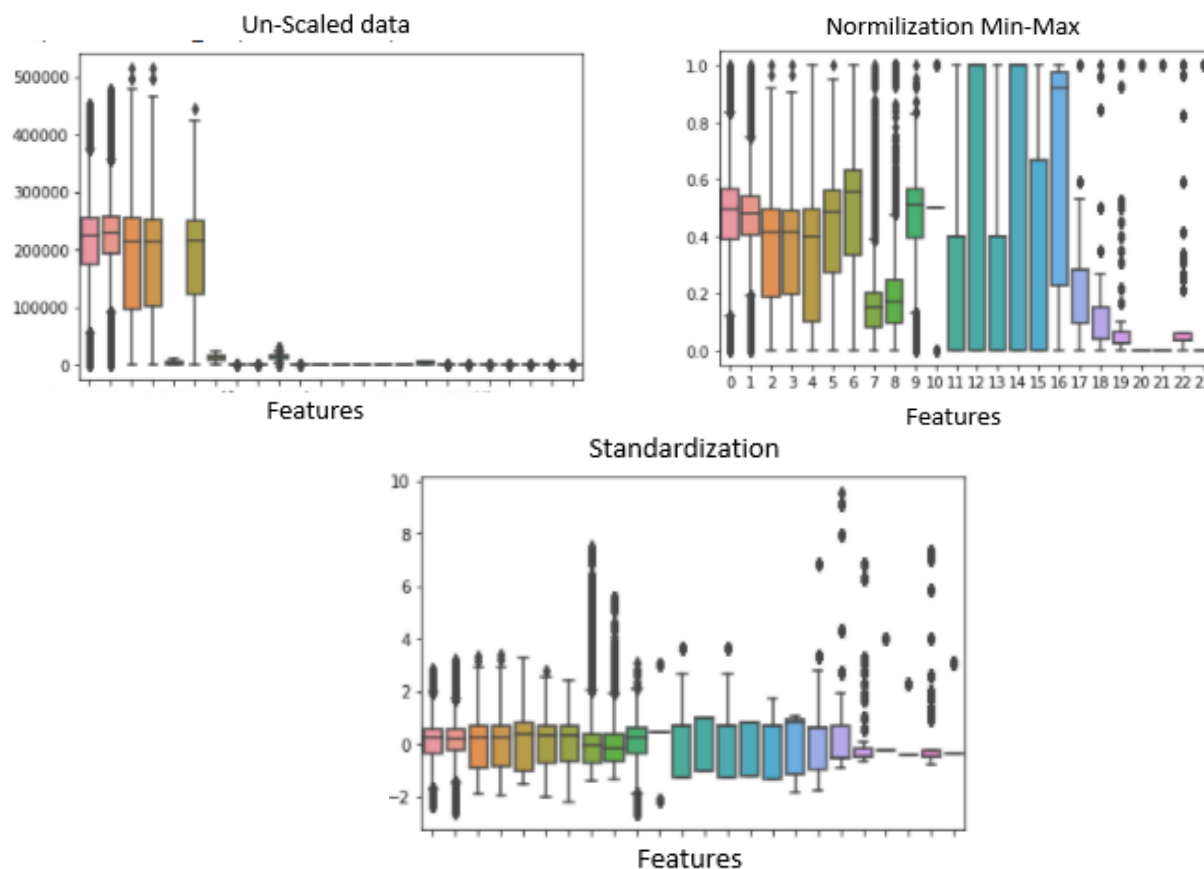 Un-Scaled data
500000
400000
300000
200000
100000
0
Features
Normilization Min-Max
1.0
0.8
0.6
0.4
0.2
0.0
0 1 2 3 4 5 6 7 8 9 10 11 12 13 14 15 16 17 18 19 20 21 22
Features
Standardization
10
8
6
4
2
0
−2
Features